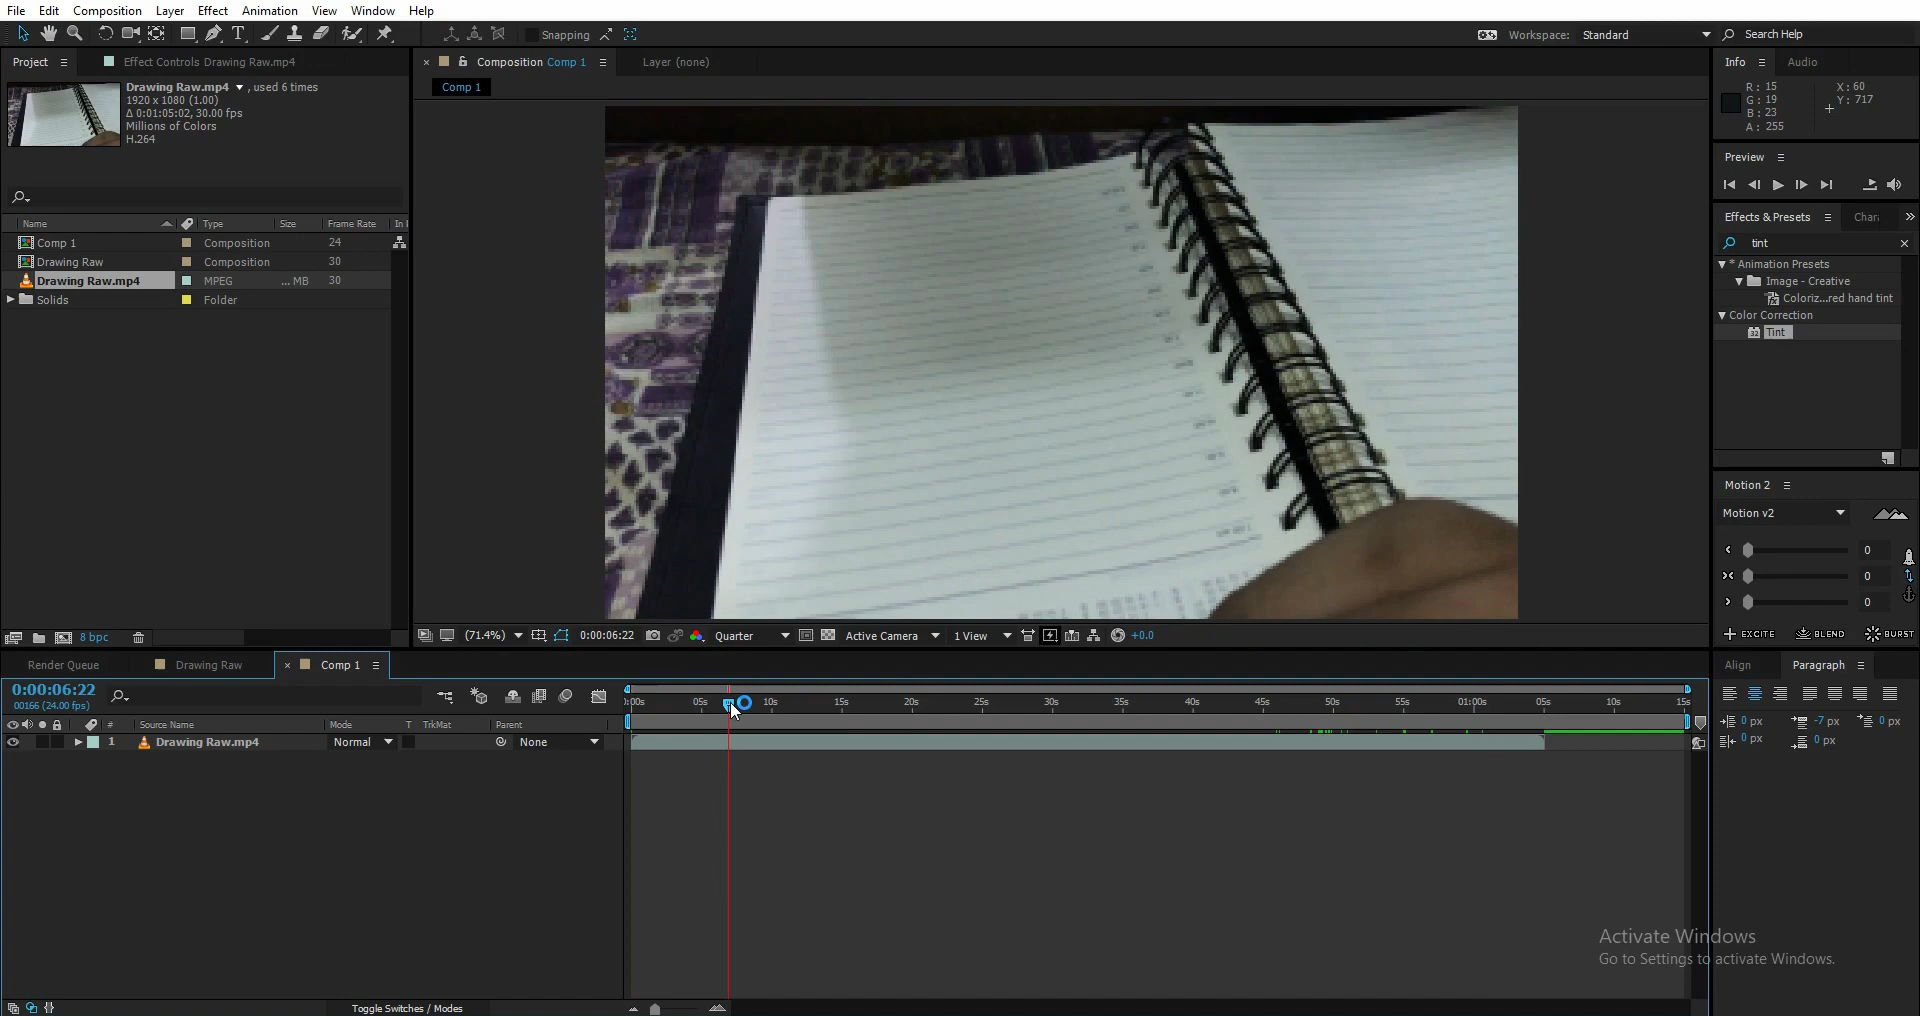 File Edit Composition Layer Effect Animation View Window Help
Snapping Workspace: Standard Search Help
Project Effect Controls Drawing Raw.mp4 Composition Comp 1 Layer (none) Info Audio
Drawing Raw.mp4 , used 6 times
1920 x 1080 (1.00)
Δ 0:01:05:02, 30.00 fps
Millions of Colors
H.264
Comp 1
R: 15 X: 60
G: 19 Y: 717
B: 23
A: 255
Preview
Effects & Presets
tint
* Animation Presets
Image - Creative
Coloriz...red hand tint
Color Correction
Tint
Name Type Size Frame Rate
Comp 1 Composition 24
Drawing Raw Composition 30
Drawing Raw.mp4 MPEG ... MB 30
Solids Folder
Motion 2
Motion v2
0
0
0
EXCITE BLEND BURST
8 bpc (71.4%) 0:00:06:22 Quarter Active Camera 1 View +0.0
Render Queue Drawing Raw Comp 1 Align Paragraph
0:00:06:22
00166 (24.00 fps)
0:00s 05s 10s 15s 20s 25s 30s 35s 40s 45s 50s 55s 01:00s 05s 10s 15s
# Source Name Mode T TrkMat Parent
1 Drawing Raw.mp4 Normal None
0 px -7 px 0 px
0 px 0 px
Activate Windows
Go to Settings to activate Windows.
Toggle Switches / Modes